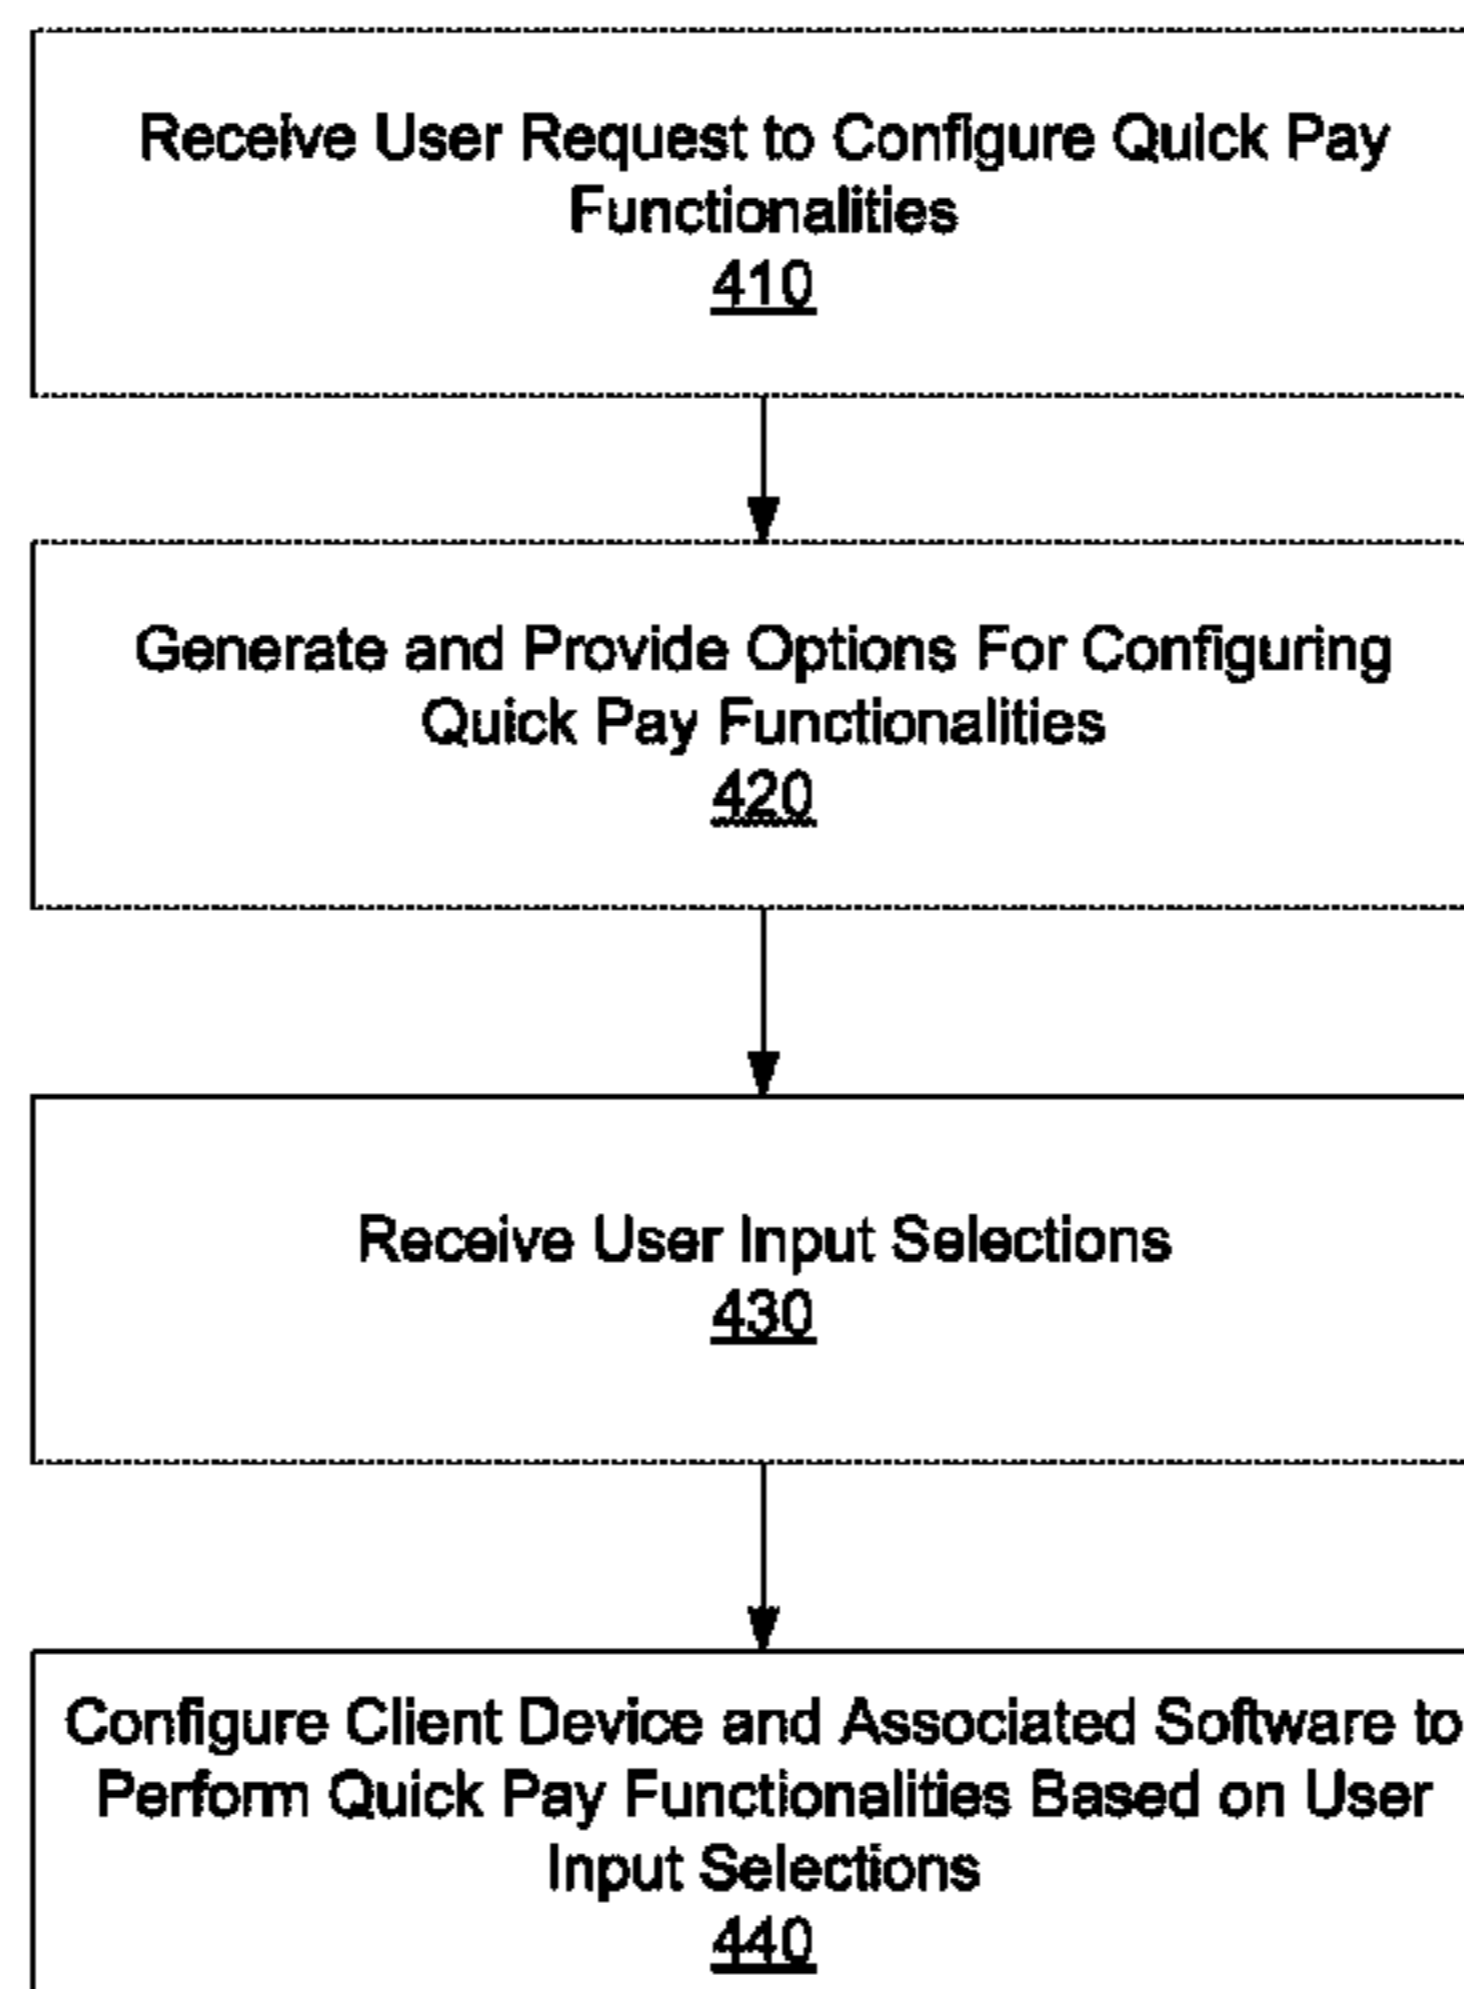 Receive User Request to Configure Quick Pay
Functionalities
410
Generate and Provide Options For Configuring
Quick Pay Functionalities
420
Receive User Input Selections
430
Configure Client Device and Associated Software to
Perform Quick Pay Functionalities Based on User
Input Selections
440